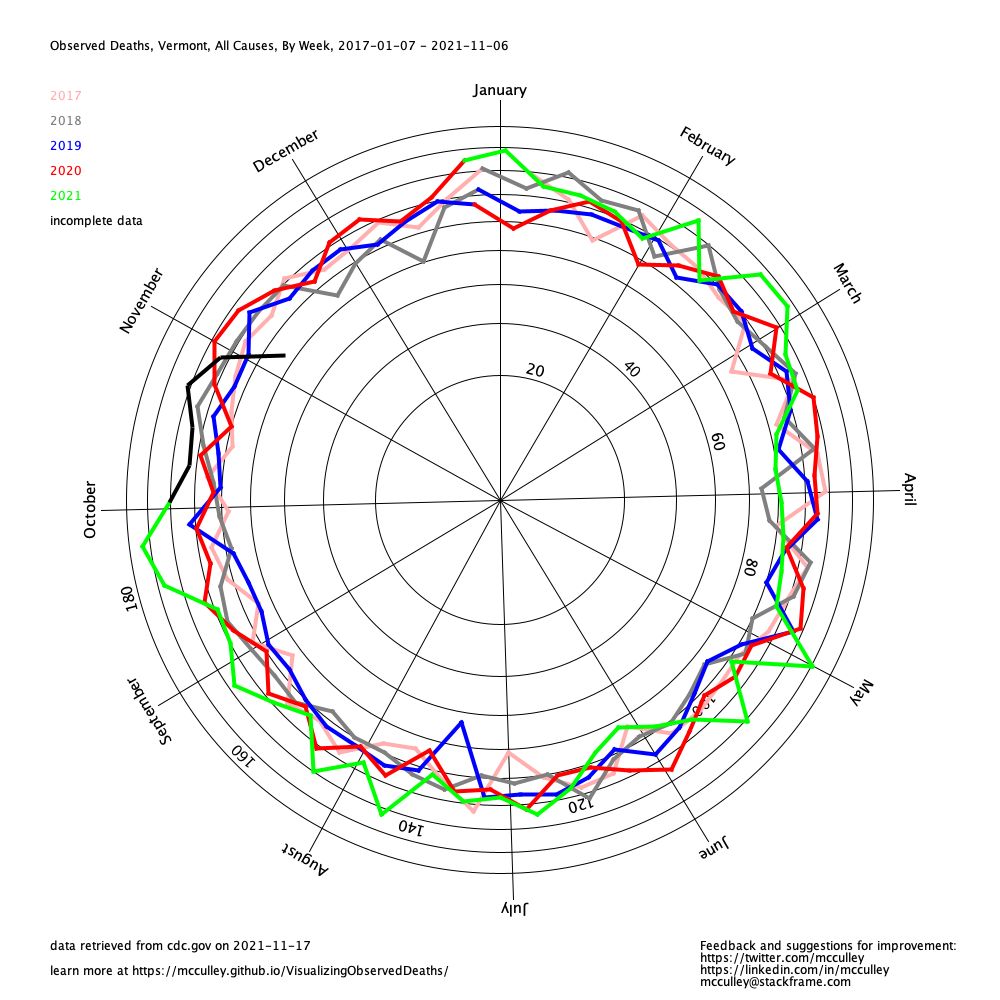 Observed Deaths, Vermont, All Causes, By Week, 2017-01-07 - 2021-11-06
2017
2018
2019
2020
2021
incomplete data
January
February
March
April
May
June
July
August
September
October
November
December
20
40
60
80
120
140
160
180
data retrieved from cdc.gov on 2021-11-17
learn more at https://mcculley.github.io/VisualizingObservedDeaths/
Feedback and suggestions for improvement:
https://twitter.com/mcculley
https://linkedin.com/in/mcculley
mcculley@stackframe.com